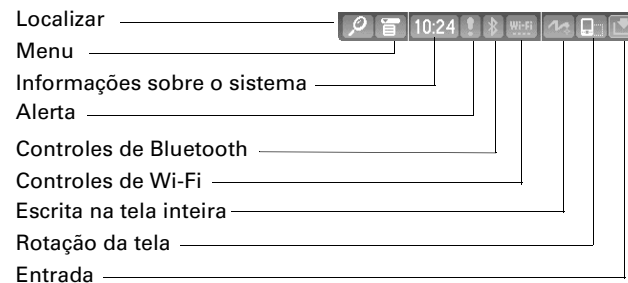 Localizar
10:24 Wi-Fi
Menu
Informações sobre o sistema
Alerta
Controles de Bluetooth
Controles de Wi-Fi
Escrita na tela inteira
Rotação da tela
Entrada